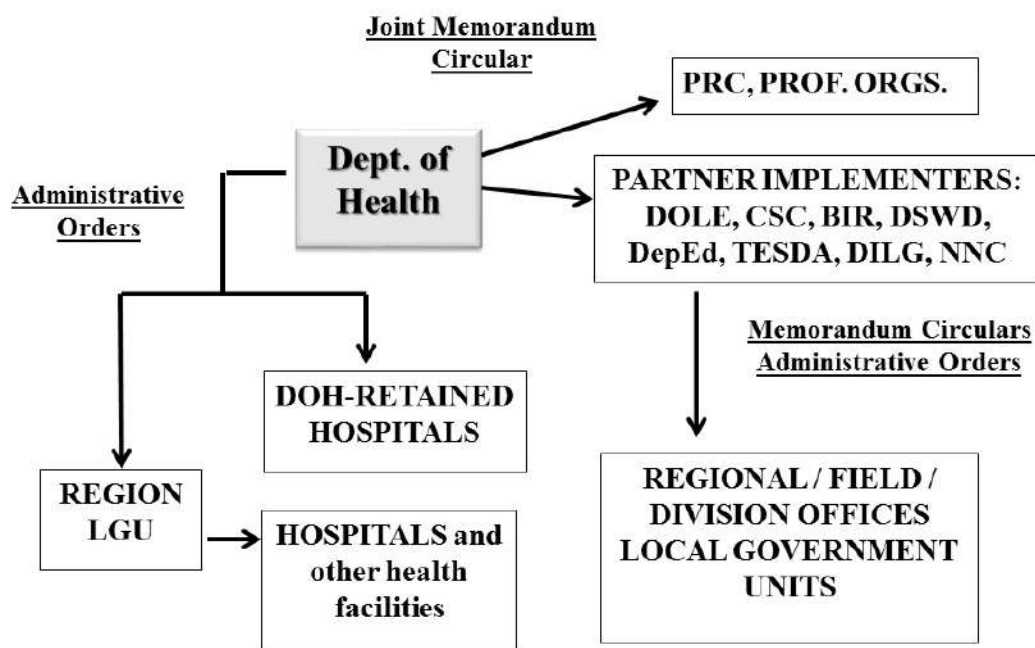 Joint Memorandum
Circular
PRC, PROF. ORGS.
Dept. of
Health
Administrative
Orders
PARTNER IMPLEMENTERS:
DOLE, CSC, BIR, DSWD,
DepEd, TESDA, DILG, NNC
Memorandum Circulars
Administrative Orders
DOH-RETAINED
HOSPITALS
REGION
LGU
HOSPITALS and
other health
facilities
REGIONAL / FIELD /
DIVISION OFFICES
LOCAL GOVERNMENT
UNITS